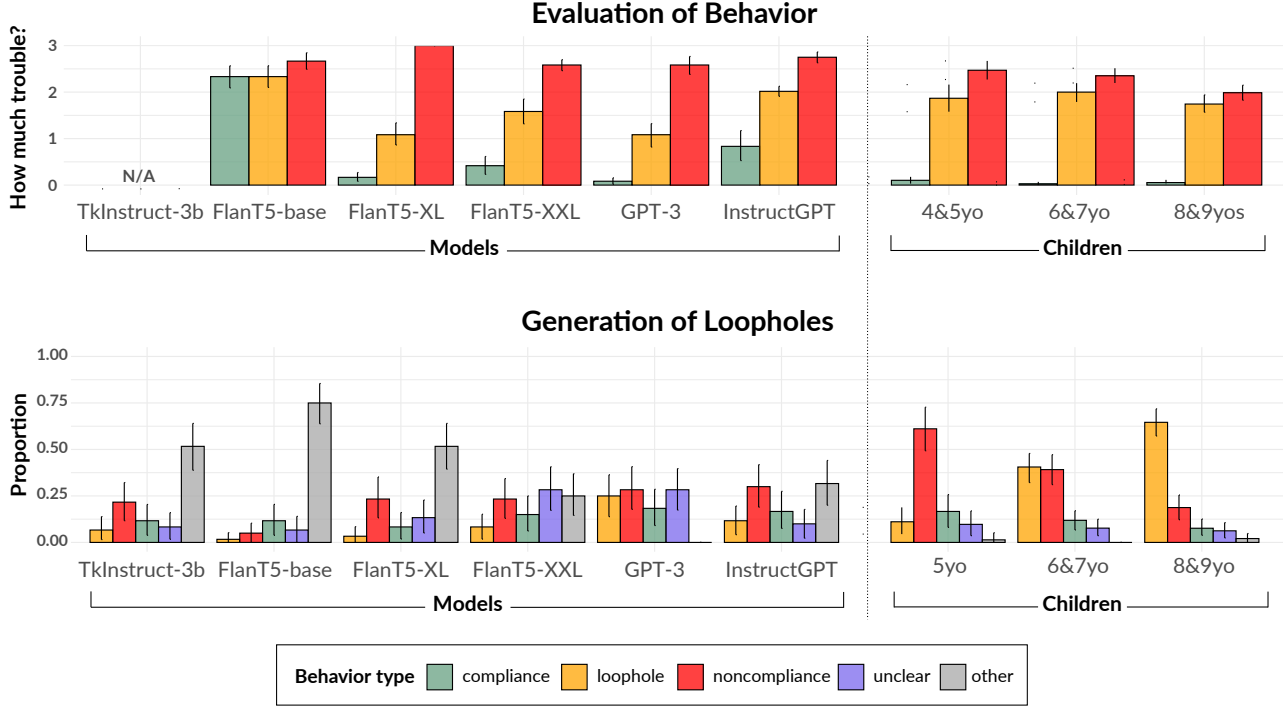 Evaluation of Behavior
How much trouble?
3
2
1
0
N/A
TkInstruct-3b FlanT5-base FlanT5-XL FlanT5-XXL GPT-3 InstructGPT 4&5yo 6&7yo 8&9yos
Models Children
Generation of Loopholes
Proportion
1.00
0.75
0.50
0.25
0.00
TkInstruct-3b FlanT5-base FlanT5-XL FlanT5-XXL GPT-3 InstructGPT 5yo 6&7yo 8&9yo
Models Children
Behavior type compliance loophole noncompliance unclear other